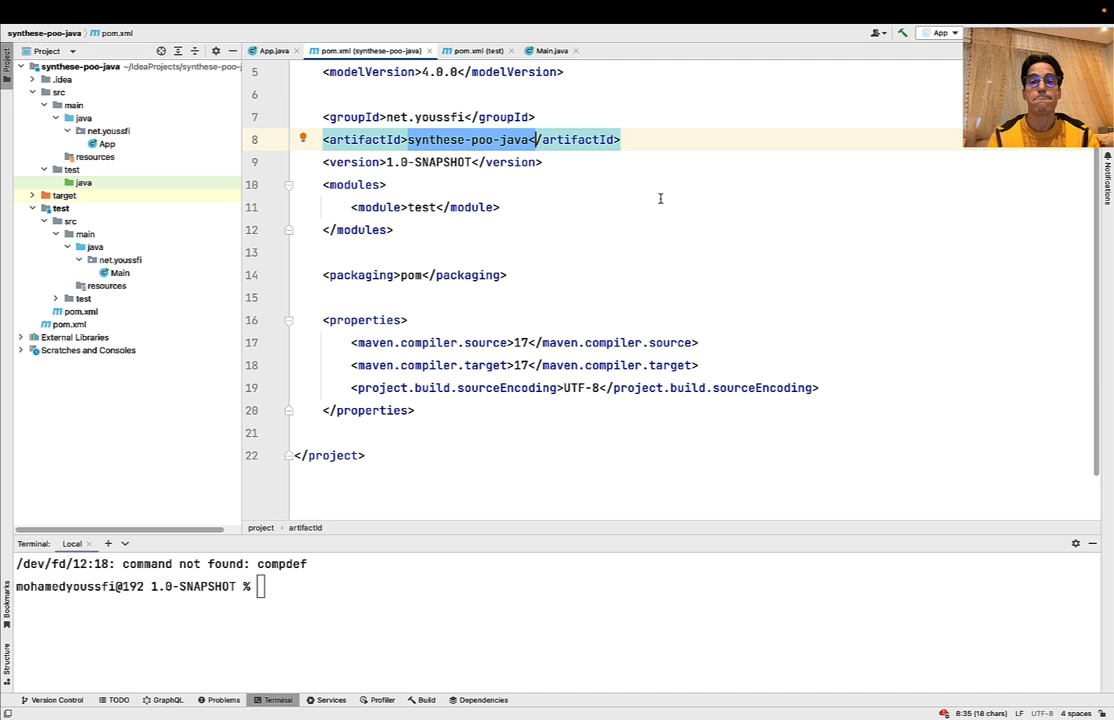 synthese-poo-java
pom.xml
App
Project
App.java
pom.xml (synthese-poo-java)
pom.xml (test)
Main.java
synthese-poo-java ~/IdeaProjects/synthese-poo-j
.idea
src
main
java
net.youssfi
App
resources
test
java
target
test
src
main
java
net.youssfi
Main
resources
test
pom.xml
pom.xml
External Libraries
Scratches and Consoles
5 <modelVersion>4.0.0</modelVersion>
6
7 <groupId>net.youssfi</groupId>
8 <artifactId>synthese-poo-java</artifactId>
9 <version>1.0-SNAPSHOT</version>
10 <modules>
11 <module>test</module>
12 </modules>
13
14 <packaging>pom</packaging>
15
16 <properties>
17 <maven.compiler.source>17</maven.compiler.source>
18 <maven.compiler.target>17</maven.compiler.target>
19 <project.build.sourceEncoding>UTF-8</project.build.sourceEncoding>
20 </properties>
21
22 </project>
project
artifactId
Project
Notifications
Bookmarks
Structure
Terminal: Local
/dev/fd/12:18: command not found: compdef
mohamedyoussfi@192 1.0-SNAPSHOT %
Version Control
TODO
GraphQL
Problems
Terminal
Services
Profiler
Build
Dependencies
8:35 (18 chars) LF UTF-8 4 spaces